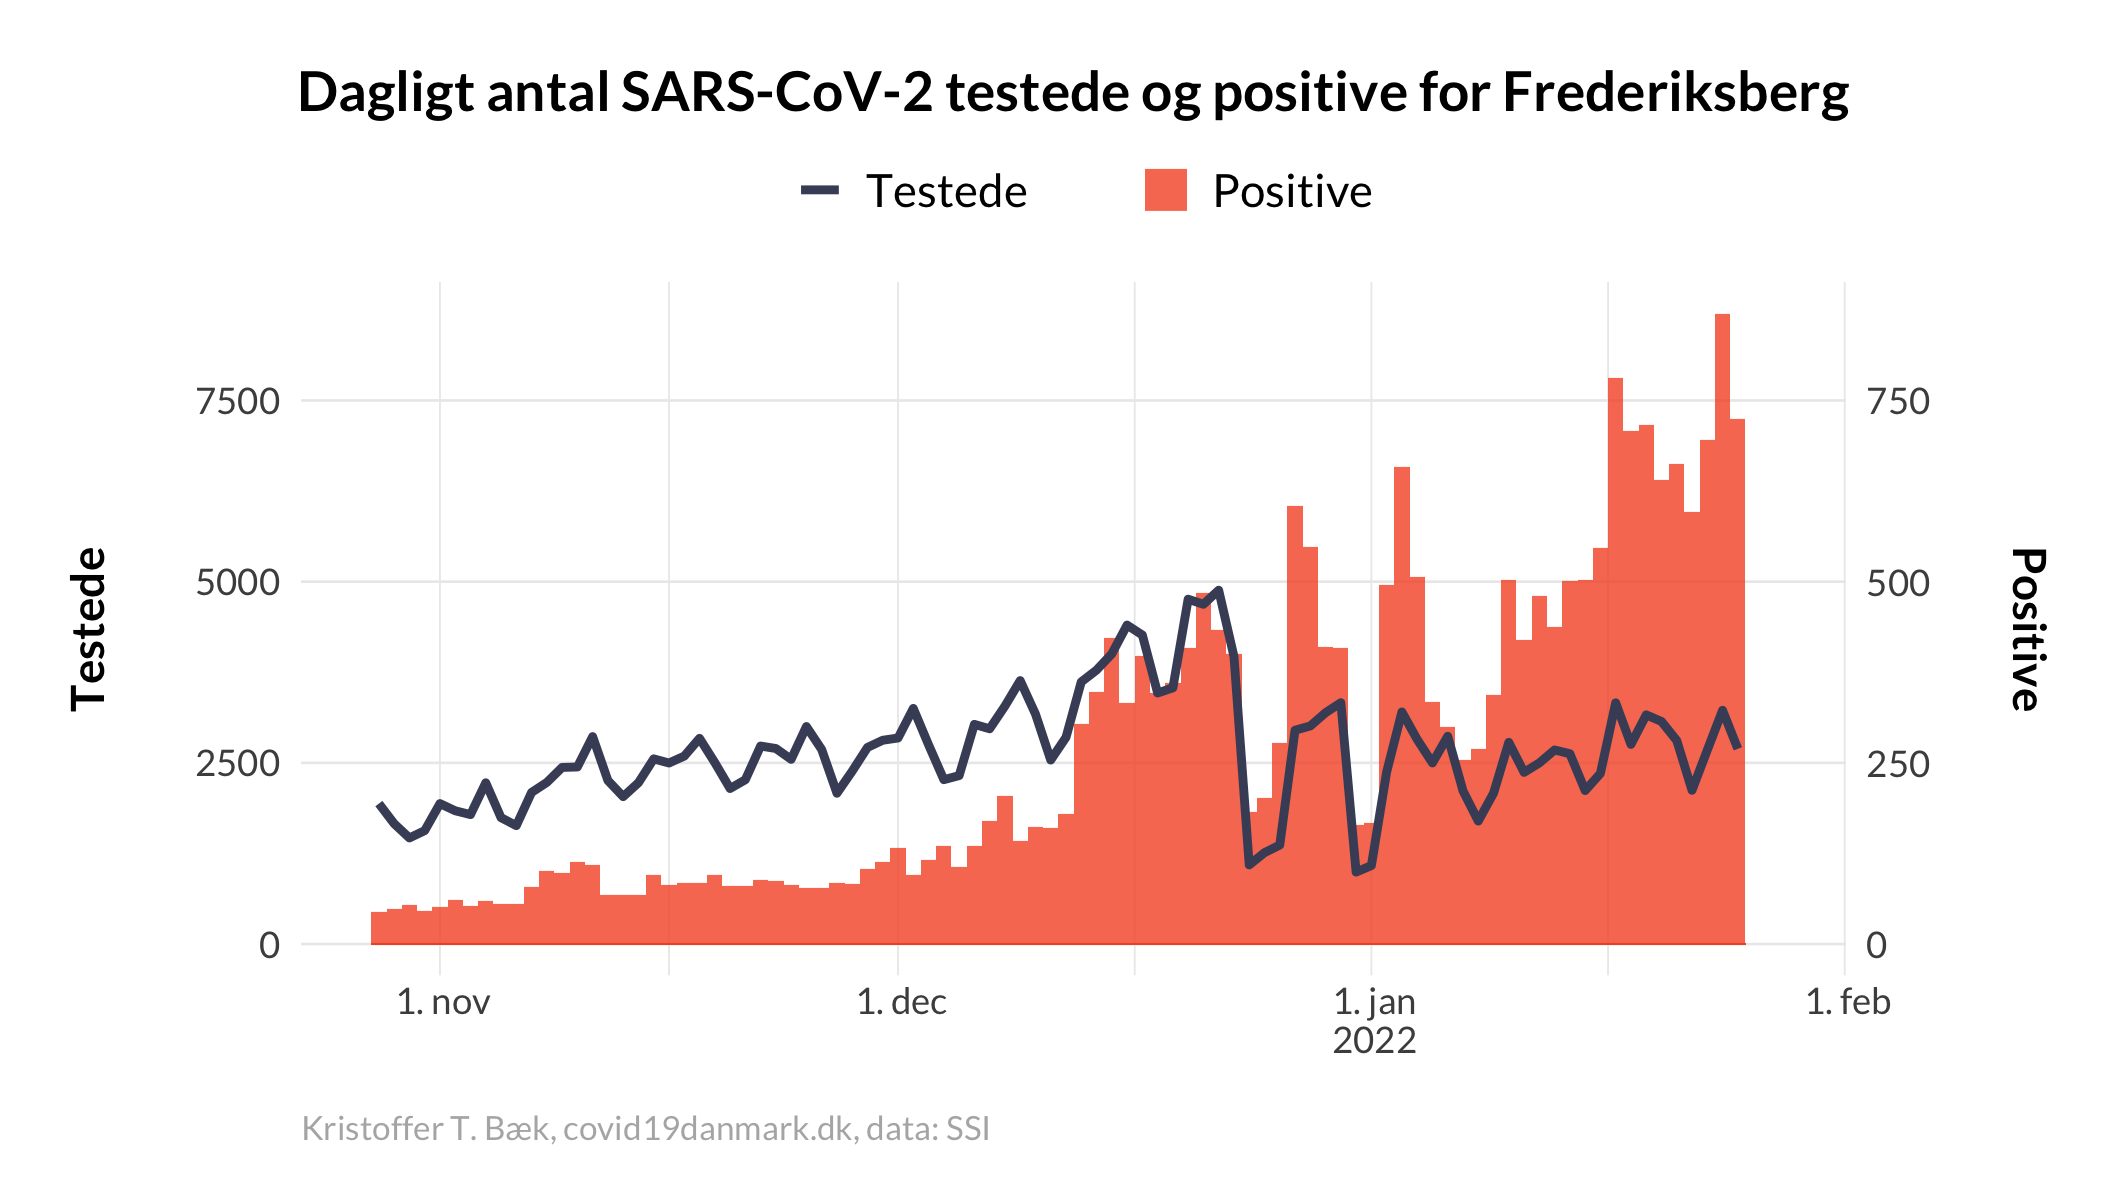 Dagligt antal SARS-CoV-2 testede og positive for Frederiksberg
Testede
Positive
Testede
7500
5000
2500
0
750
500
250
0
Positive
1. nov
1. dec
1. jan
2022
1. feb
Kristoffer T. Bæk, covid19danmark.dk, data: SSI